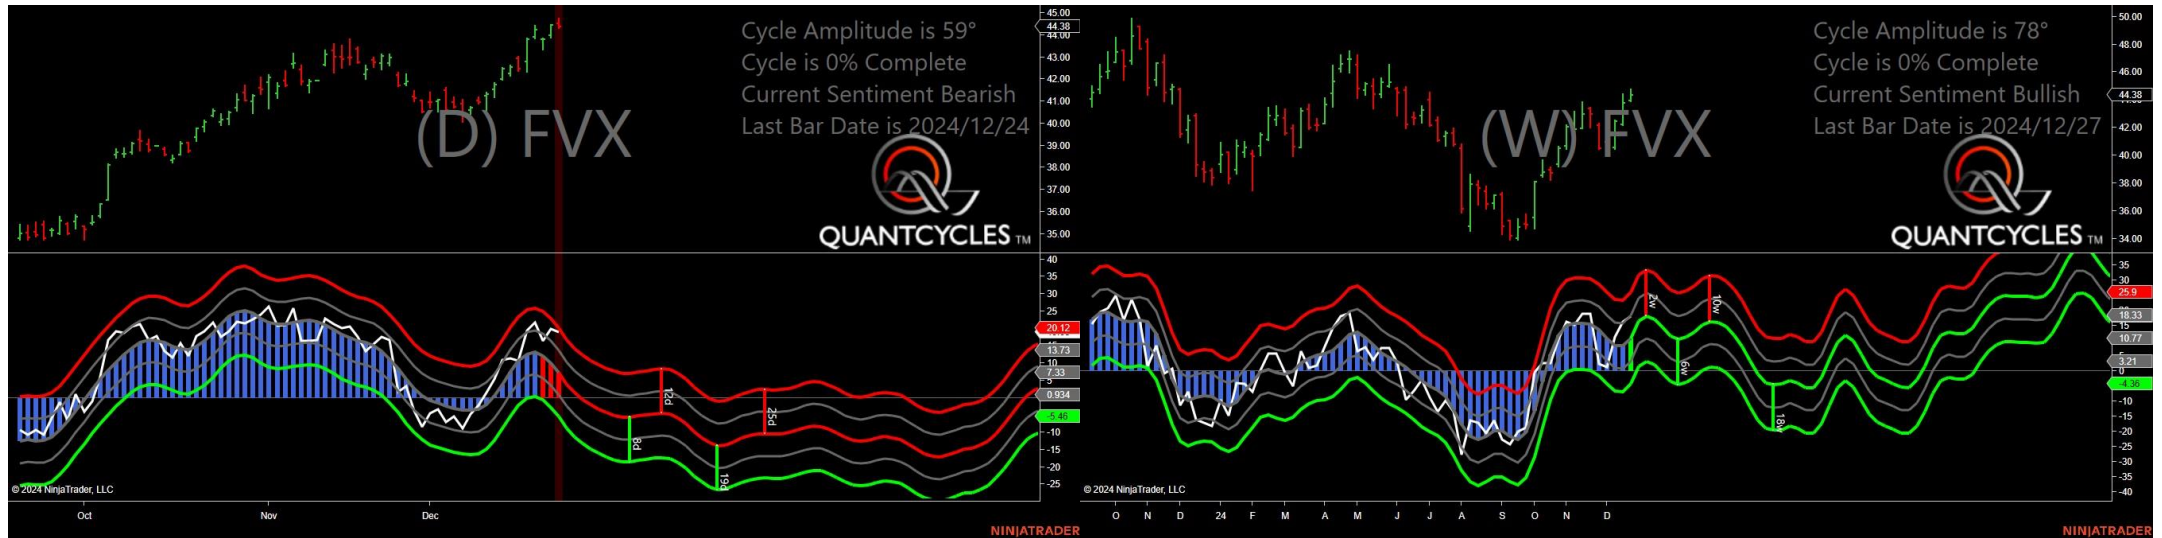 Cycle Amplitude is 59°
Cycle is 0% Complete
Current Sentiment Bearish
Last Bar Date is 2024/12/24
(D) FVX
QUANTCYCLES TM
45.00
44.38
44.00
43.00
42.00
41.00
40.00
39.00
38.00
37.00
36.00
35.00
40
35
30
25
20.12
13.73
10
7.33
5
0.934
-5.46
-10
-15
-20
-25
8d
12d
19d
25d
© 2024 NinjaTrader, LLC
Oct Nov Dec
NINJATRADER
Cycle Amplitude is 78°
Cycle is 0% Complete
Current Sentiment Bullish
Last Bar Date is 2024/12/27
(W) FVX
QUANTCYCLES TM
50.00
48.00
46.00
44.38
42.00
40.00
38.00
36.00
34.00
35
30
25.9
18.33
15
10.77
3.21
0
-4.36
-10
-15
-20
-25
-30
-35
-40
2w
6w
10w
18w
© 2024 NinjaTrader, LLC
O N D 24 F M A M J J A S O N D
NINJATRADER